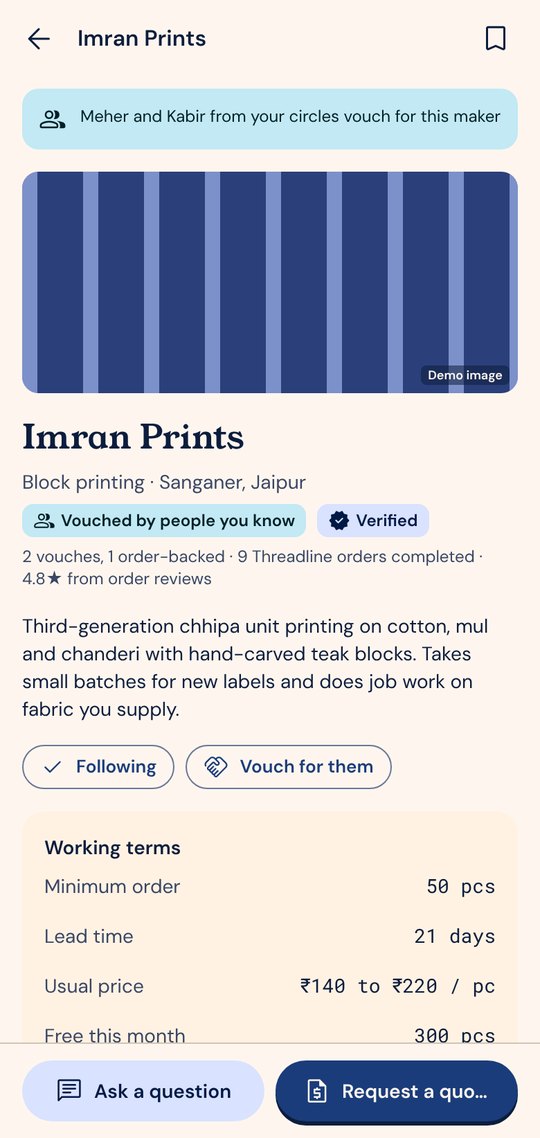 Imran Prints
Meher and Kabir from your circles vouch for this maker
Demo image
Imran Prints
Block printing · Sanganer, Jaipur
Vouched by people you know
Verified
2 vouches, 1 order-backed · 9 Threadline orders completed ·
4.8★ from order reviews
Third-generation chhipa unit printing on cotton, mul
and chanderi with hand-carved teak blocks. Takes
small batches for new labels and does job work on
fabric you supply.
Following
Vouch for them
Working terms
Minimum order 50 pcs
Lead time 21 days
Usual price ₹140 to ₹220 / pc
Free this month 300 pcs
Ask a question
Request a quo...